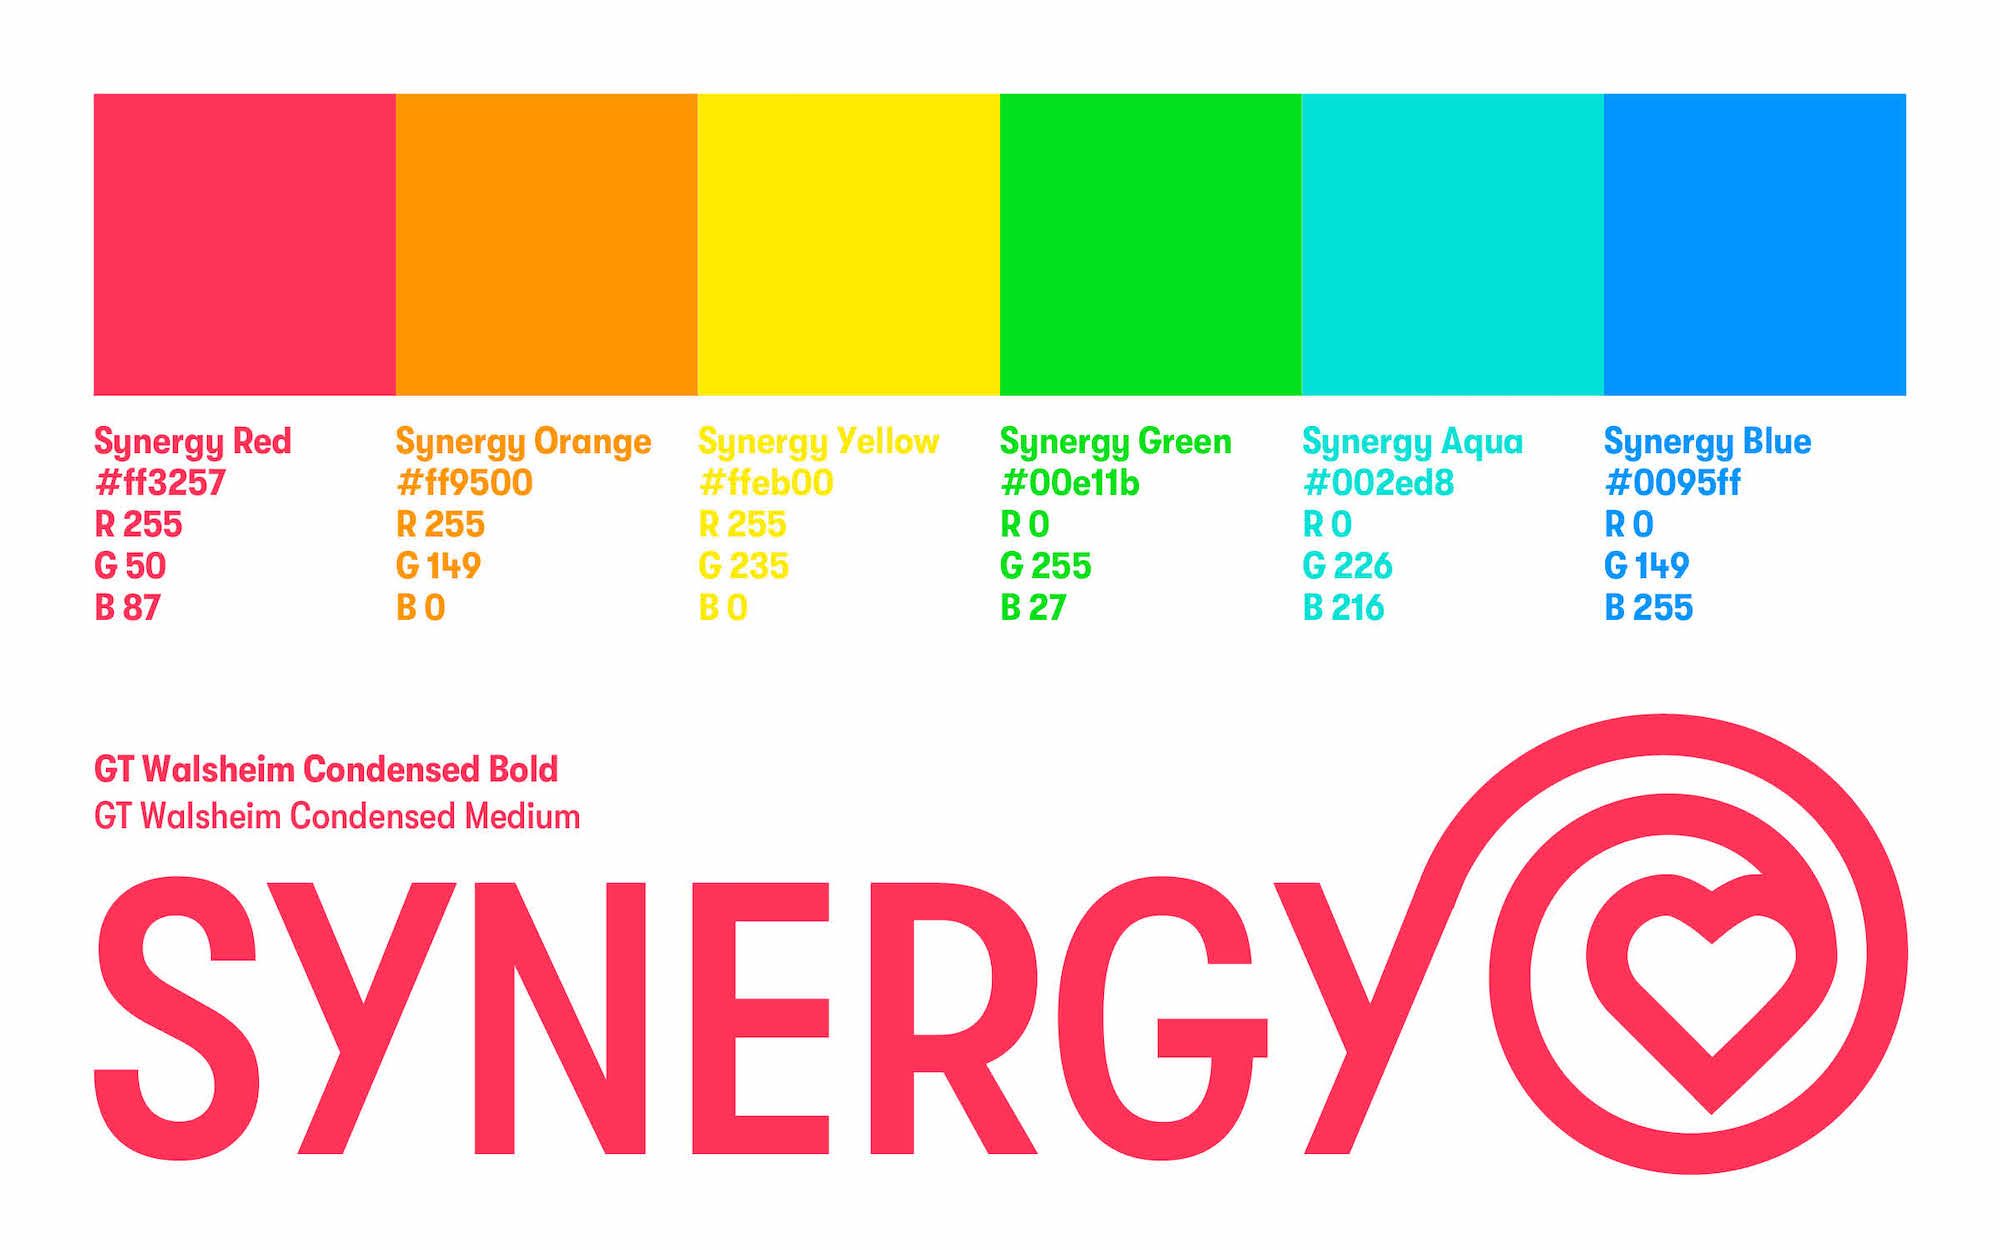 Synergy Red
#ff3257
R 255
G 50
B 87
Synergy Orange
#ff9500
R 255
G 149
B 0
Synergy Yellow
#ffeb00
R 255
G 235
B 0
Synergy Green
#00e11b
R 0
G 255
B 27
Synergy Aqua
#002ed8
R 0
G 226
B 216
Synergy Blue
#0095ff
R 0
G 149
B 255
GT Walsheim Condensed Bold
GT Walsheim Condensed Medium
SYNERGY